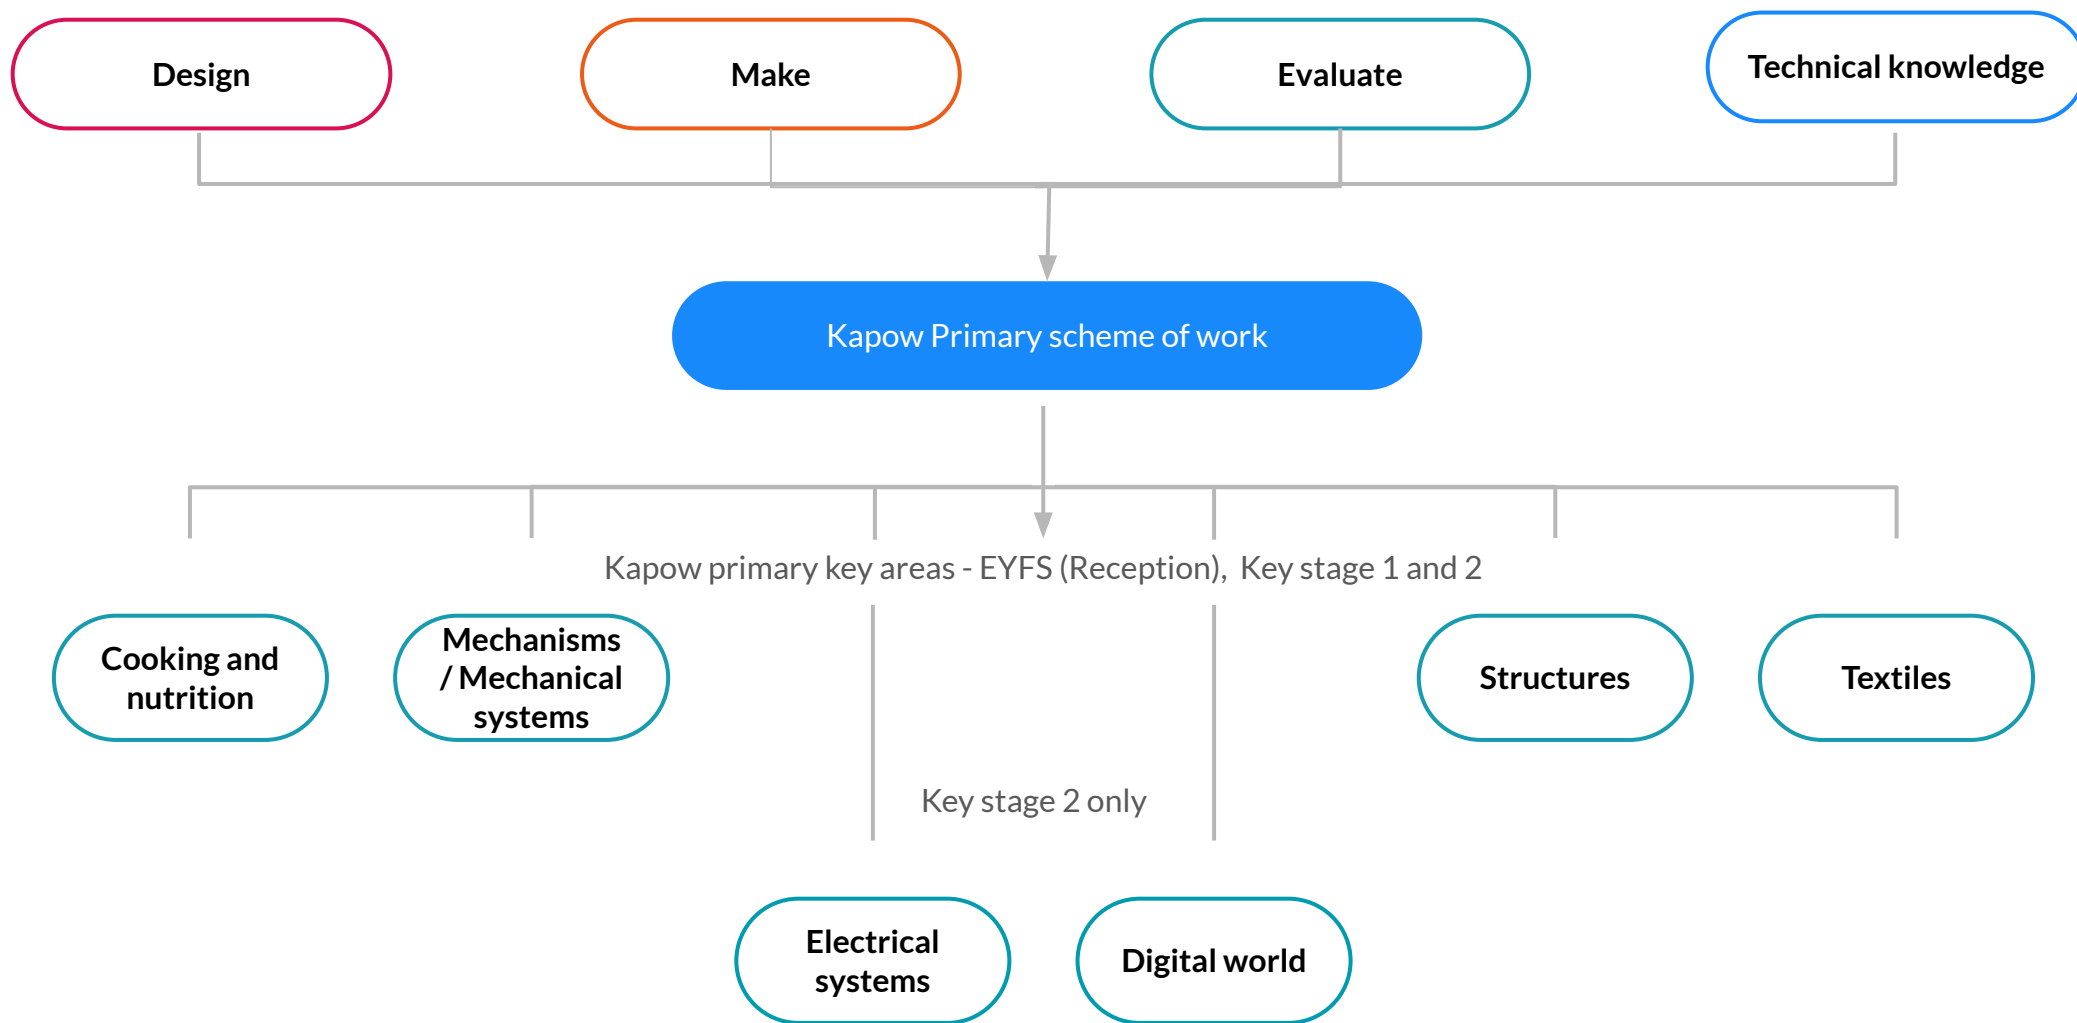 Design
Make
Evaluate
Technical knowledge
Kapow Primary scheme of work
Kapow primary key areas - EYFS (Reception),  Key stage 1 and 2
Cooking and
nutrition
Mechanisms
/ Mechanical
systems
Structures
Textiles
Key stage 2 only
Electrical
systems
Digital world